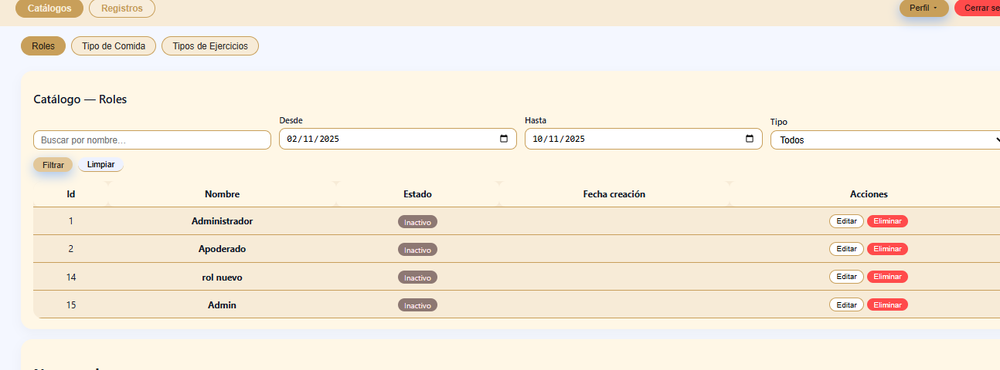 Catálogos Registros Perfil Cerrar se
Roles Tipo de Comida Tipos de Ejercicios
Catálogo — Roles
Desde Hasta Tipo
Buscar por nombre... 02/11/2025 10/11/2025 Todos
Filtrar Limpiar
Id Nombre Estado Fecha creación Acciones
1 Administrador Inactivo Editar Eliminar
2 Apoderado Inactivo Editar Eliminar
14 rol nuevo Inactivo Editar Eliminar
15 Admin Inactivo Editar Eliminar